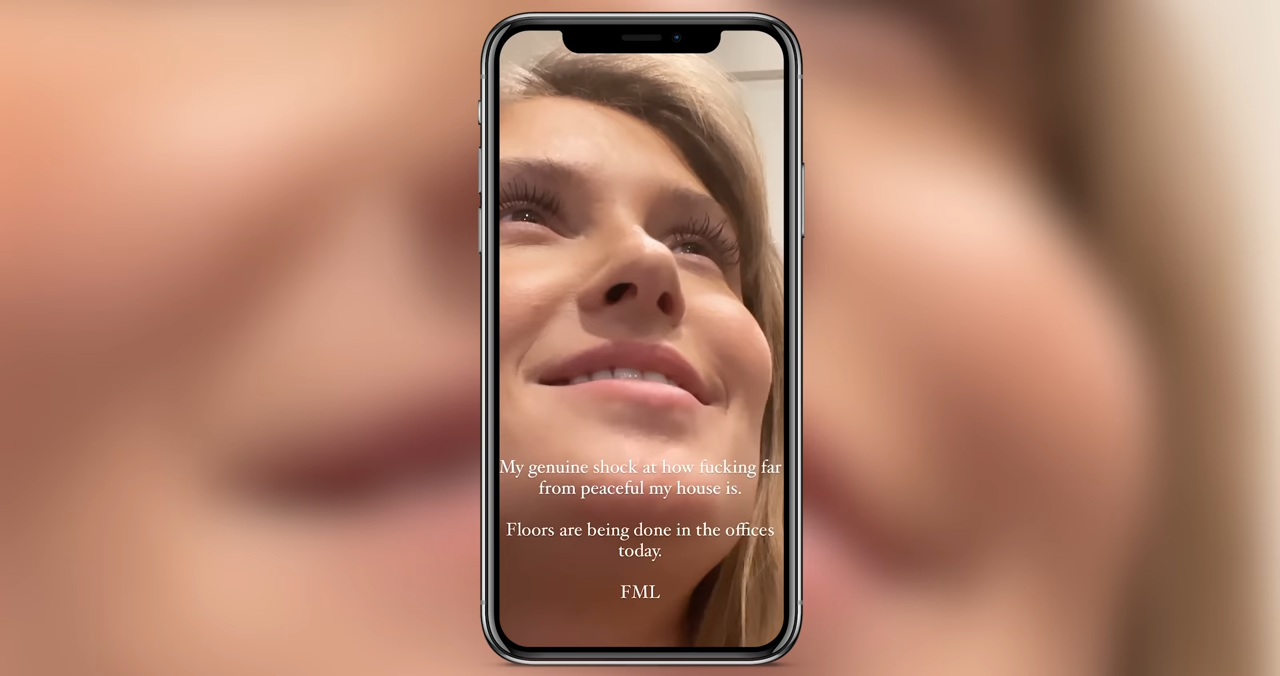 My genuine shock at how fucking far
from peaceful my house is.
Floors are being done in the offices
today.
FML